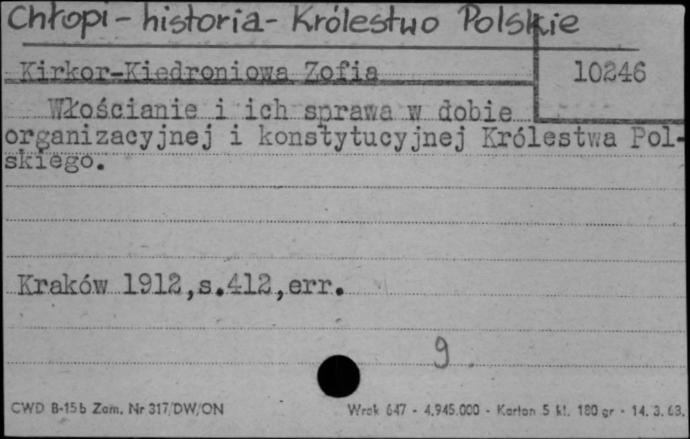 Chłopi - historia - Królestwo Polskie
Kirkor-Kiedroniowa Zofia
10246
Włościanie i ich sprawa w dobie
organizacyjnej i konstytucyjnej Królestwa Pol-
skiego.
Kraków 1912,s.412,err.
9
CWD B-15b Zam. Nr 317/DW/ON
Wrak 647 - 4.945.000 - Karton 5 kl. 180 gr - 14. 3. 63.